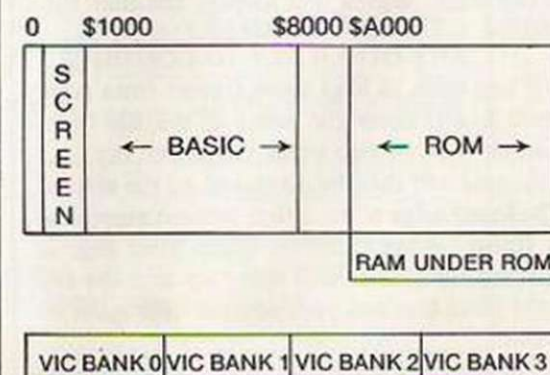 0 $1000 $8000 $A000
SCREEN
BASIC
ROM
RAM UNDER ROM
VIC BANK 0 VIC BANK 1 VIC BANK 2 VIC BANK 3